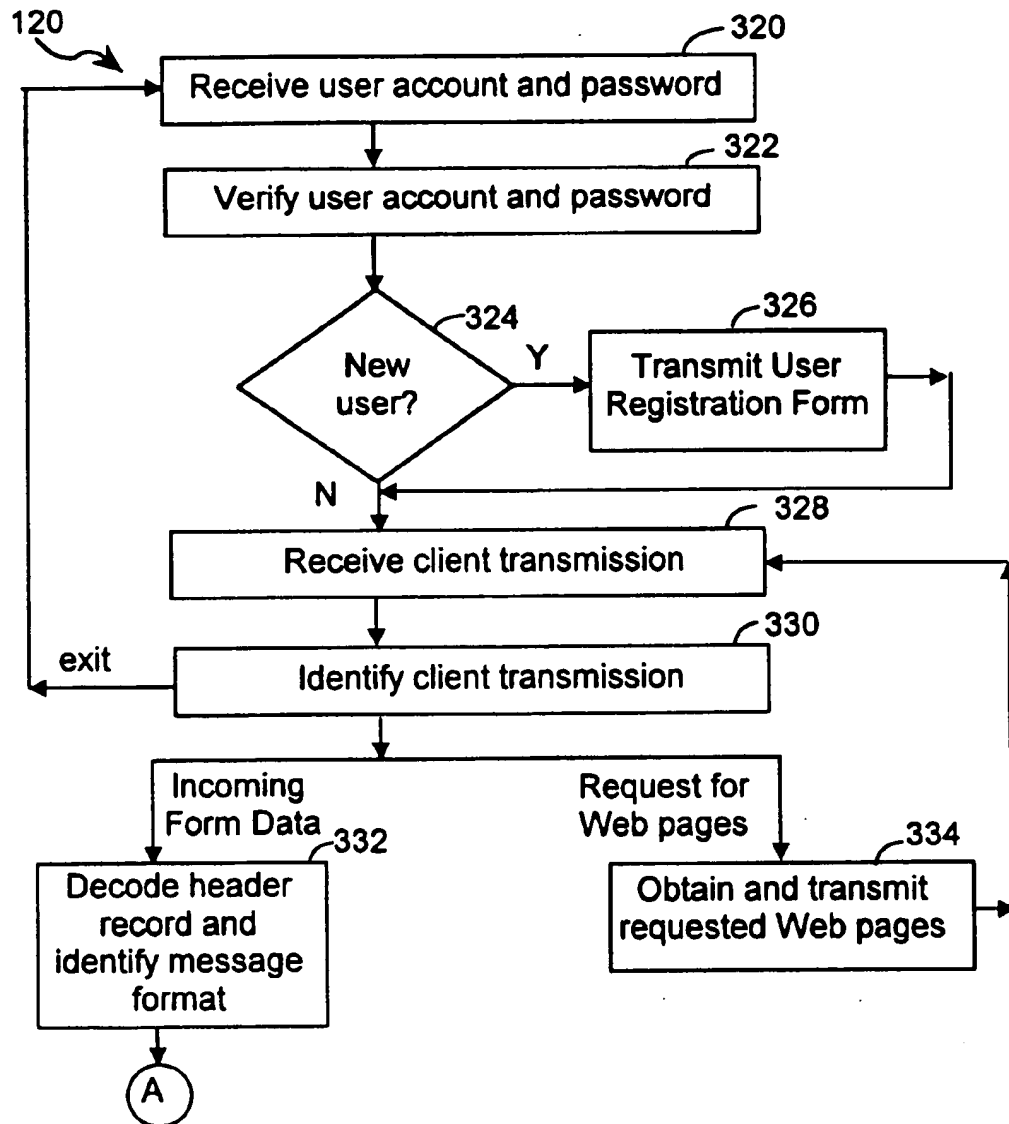 120
320
Receive user account and password
322
Verify user account and password
324
New
user?
Y
326
Transmit User
Registration Form
N
328
Receive client transmission
330
exit
Identify client transmission
Incoming
Form Data
Request for
Web pages
332
Decode header
record and
identify message
format
334
Obtain and transmit
requested Web pages
A